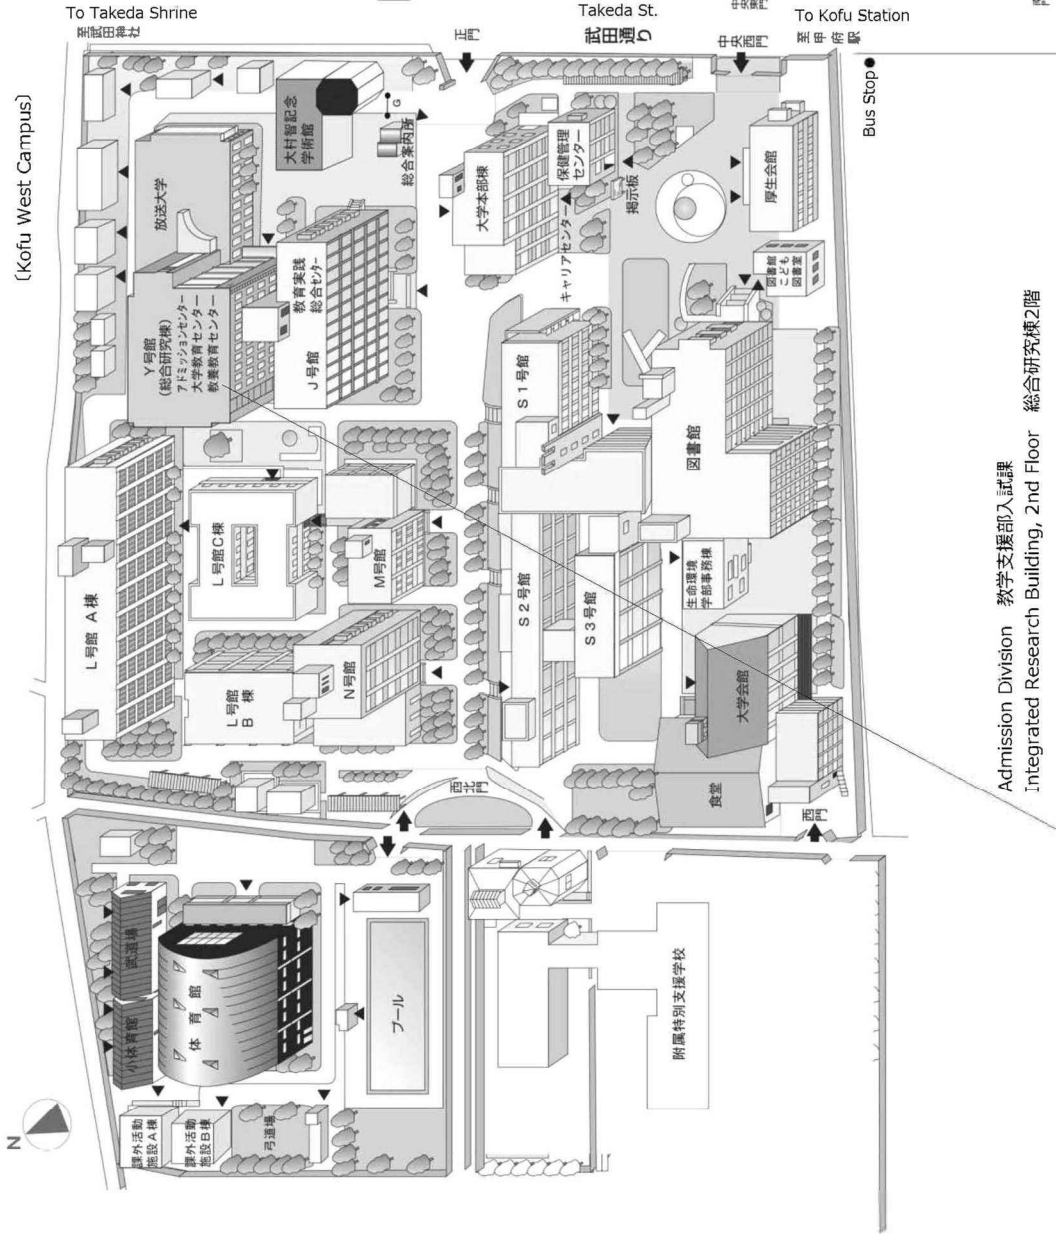 To Takeda Shrine
至武田神社
正門
Takeda St.
武田通り
中央西門
To Kofu Station
至甲府駅
Bus Stop
(Kofu West Campus)
大村智記念
学術館
G
総合案内所
放送大学
大学本部棟
保健管理
センター
キャリアセンター
掲示板
厚生会館
図書館
こども
図書室
Y号館
(総合研究棟)
アドミッションセンター
大学教育センター
教養教育センター
教育実践
総合センター
J号館
S1号館
図書館
L号館 A棟
L号館C棟
M号館
S2号館
S3号館
生命環境
学部事務棟
L号館
B棟
N号館
大学会館
食堂
西北門
西門
武道場
小体育館
体育館
プール
附属特別支援学校
課外活動
施設A棟
課外活動
施設B棟
弓道場
N
Admission Division 教学支援部入試課
Integrated Research Building, 2nd Floor 総合研究棟2階